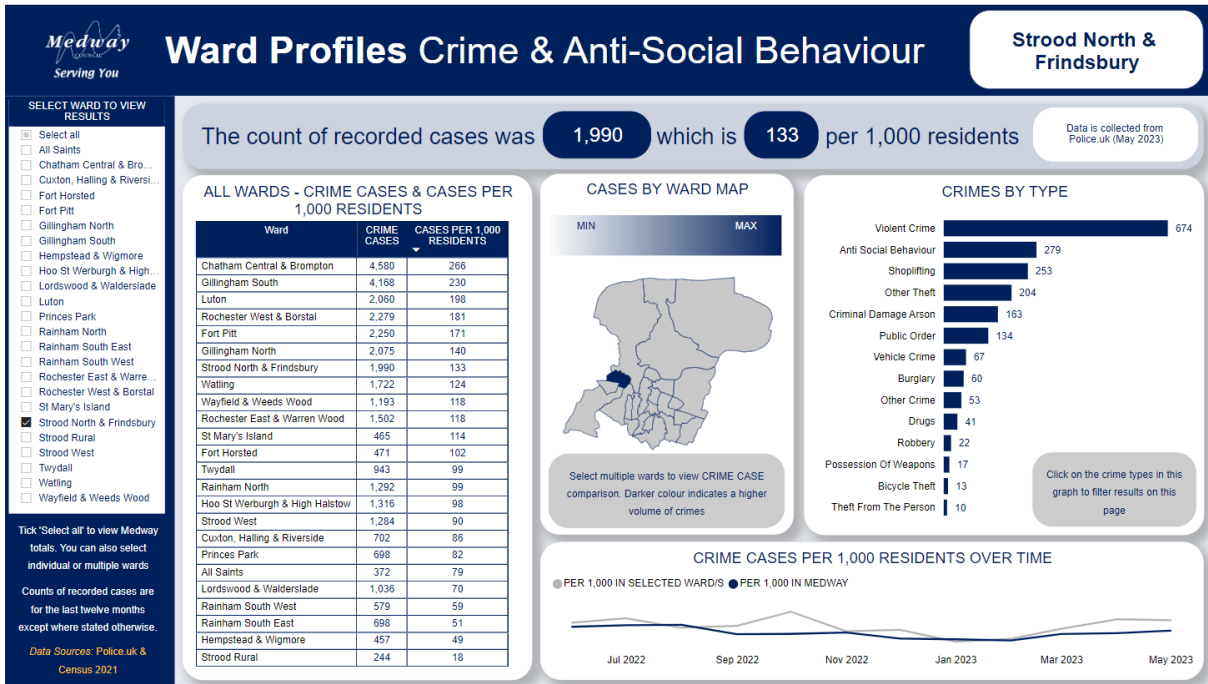 Medway
COUNCIL
Serving You
Ward Profiles Crime & Anti-Social Behaviour
Strood North &
Frindsbury
SELECT WARD TO VIEW
RESULTS
Select all
All Saints
Chatham Central & Bro...
Cuxton, Halling & Riversi...
Fort Horsted
Fort Pitt
Gillingham North
Gillingham South
Hempstead & Wigmore
Hoo St Werburgh & High...
Lordswood & Walderslade
Luton
Princes Park
Rainham North
Rainham South East
Rainham South West
Rochester East & Warre...
Rochester West & Borstal
St Mary's Island
Strood North & Frindsbury
Strood Rural
Strood West
Twydall
Watling
Wayfield & Weeds Wood
Tick 'Select all' to view Medway
totals. You can also select
individual or multiple wards
Counts of recorded cases are
for the last twelve months
except where stated otherwise.
Data Sources: Police.uk &
Census 2021
The count of recorded cases was 1,990 which is 133 per 1,000 residents
Data is collected from
Police.uk (May 2023)
ALL WARDS - CRIME CASES & CASES PER
1,000 RESIDENTS
Ward CRIME CASES CASES PER 1,000 RESIDENTS
Chatham Central & Brompton 4,580 266
Gillingham South 4,168 230
Luton 2,060 198
Rochester West & Borstal 2,279 181
Fort Pitt 2,250 171
Gillingham North 2,075 140
Strood North & Frindsbury 1,990 133
Watling 1,722 124
Wayfield & Weeds Wood 1,193 118
Rochester East & Warren Wood 1,502 118
St Mary's Island 465 114
Fort Horsted 471 102
Twydall 943 99
Rainham North 1,292 99
Hoo St Werburgh & High Halstow 1,316 98
Strood West 1,284 90
Cuxton, Halling & Riverside 702 86
Princes Park 698 82
All Saints 372 79
Lordswood & Walderslade 1,036 70
Rainham South West 579 59
Rainham South East 698 51
Hempstead & Wigmore 457 49
Strood Rural 244 18
CASES BY WARD MAP
MIN MAX
Select multiple wards to view CRIME CASE
comparison. Darker colour indicates a higher
volume of crimes
CRIMES BY TYPE
Violent Crime 674
Anti Social Behaviour 279
Shoplifting 253
Other Theft 204
Criminal Damage Arson 163
Public Order 134
Vehicle Crime 67
Burglary 60
Other Crime 53
Drugs 41
Robbery 22
Possession Of Weapons 17
Bicycle Theft 13
Theft From The Person 10
Click on the crime types in this
graph to filter results on this
page
CRIME CASES PER 1,000 RESIDENTS OVER TIME
PER 1,000 IN SELECTED WARD/S PER 1,000 IN MEDWAY
Jul 2022 Sep 2022 Nov 2022 Jan 2023 Mar 2023 May 2023